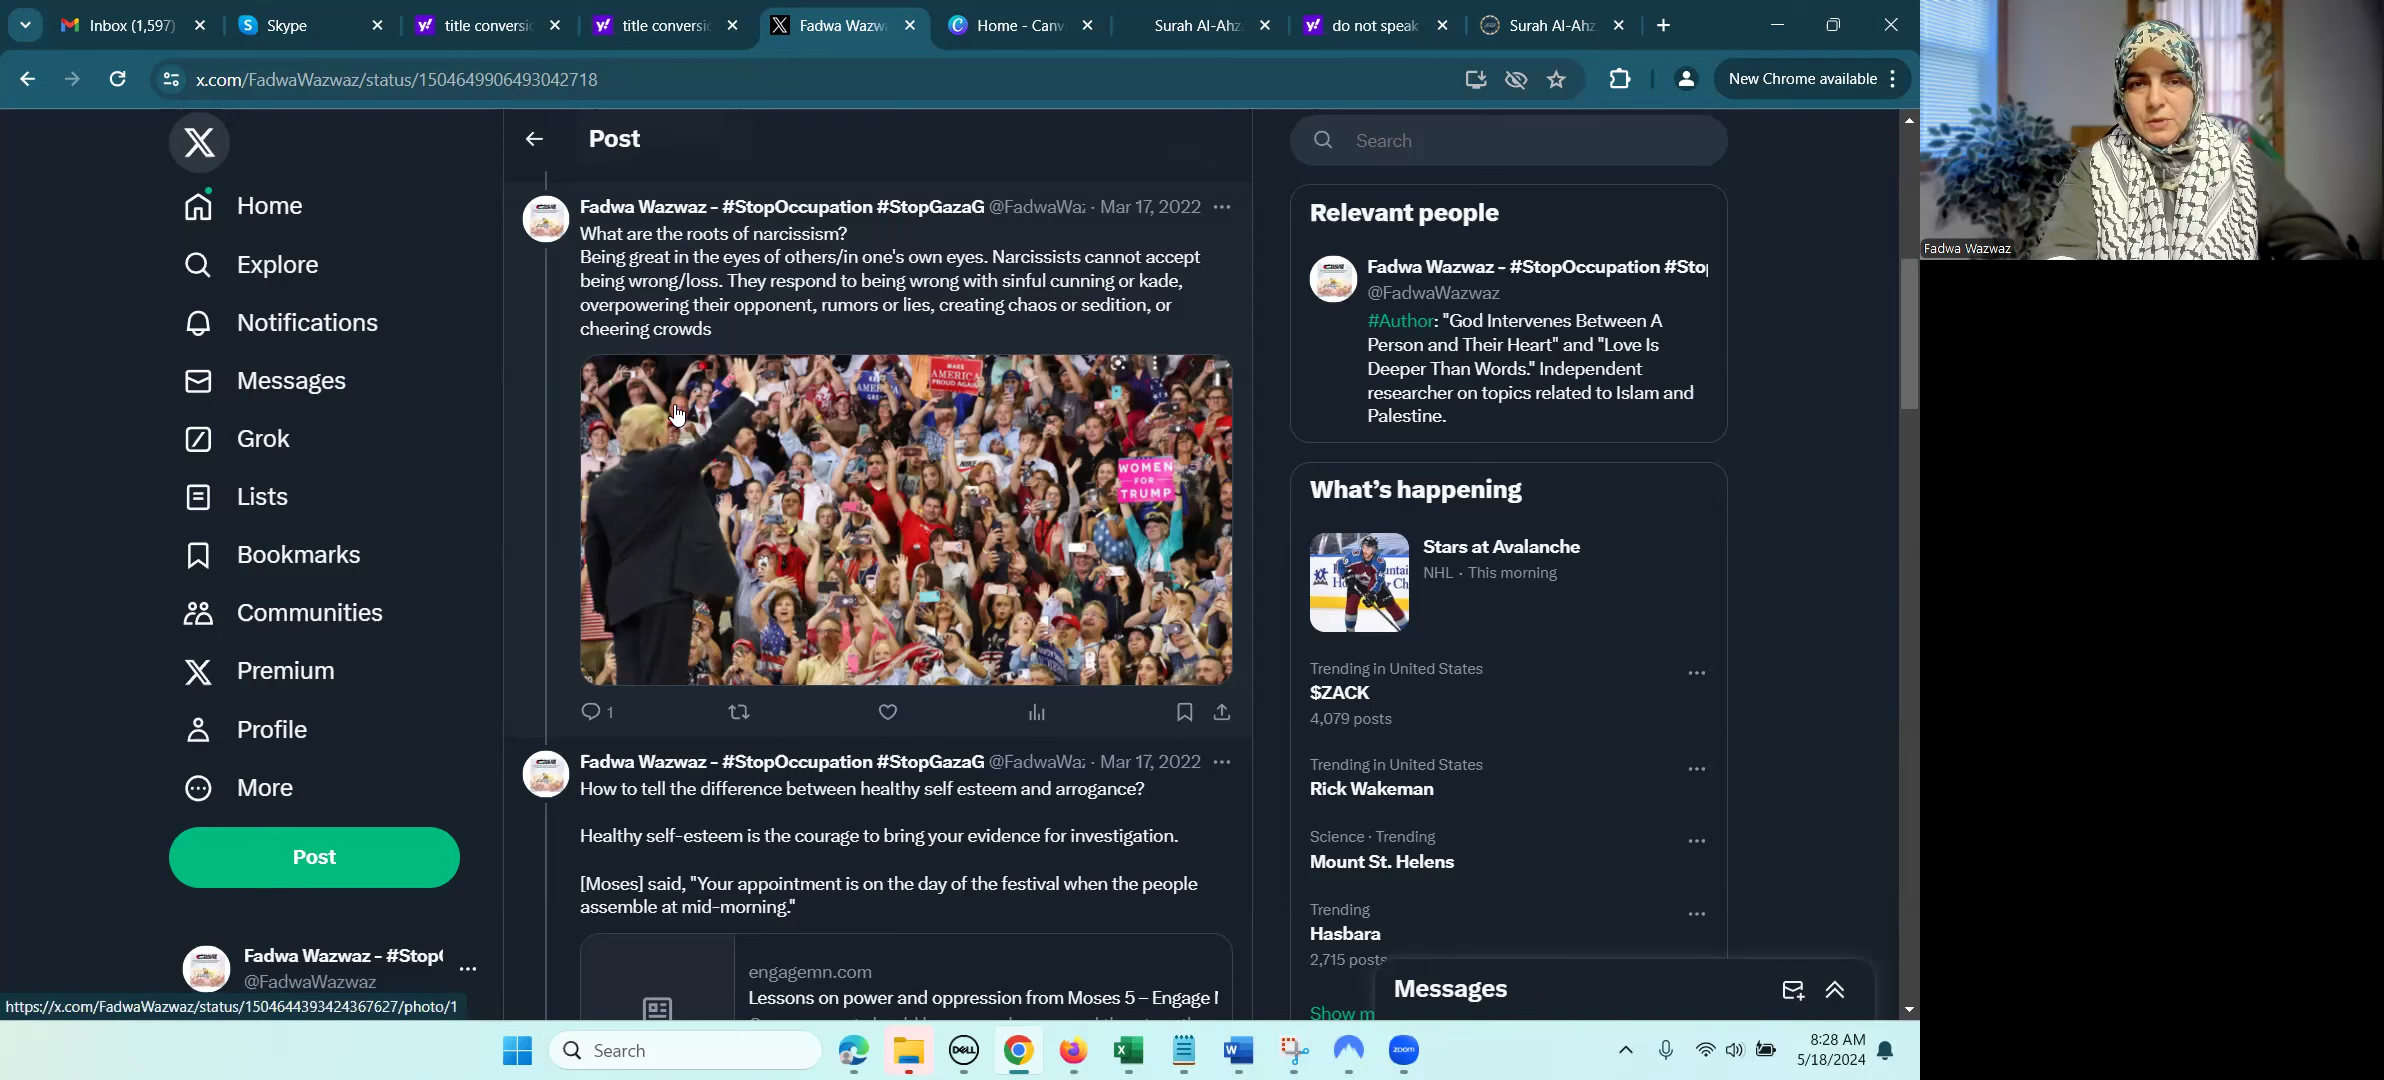 Inbox (1,597)
Skype
title conversi
title conversi
Fadwa Wazw
Home - Canv
Surah Al-Ahz
do not speak
Surah Al-Ahz
x.com/FadwaWazwaz/status/1504649906493042718
New Chrome available
Home
Explore
Notifications
Messages
Grok
Lists
Bookmarks
Communities
Premium
Profile
More
Post
Fadwa Wazwaz - #Stop
@FadwaWazwaz
https://x.com/FadwaWazwaz/status/1504644393424367627/photo/1
Post
Fadwa Wazwaz - #StopOccupation #StopGazaG @FadwaWa: · Mar 17, 2022
What are the roots of narcissism?
Being great in the eyes of others/in one's own eyes. Narcissists cannot accept
being wrong/loss. They respond to being wrong with sinful cunning or kade,
overpowering their opponent, rumors or lies, creating chaos or sedition, or
cheering crowds
MAKE
AMERICA
PROUD AGAIN
WOMEN
FOR
TRUMP
1
Fadwa Wazwaz - #StopOccupation #StopGazaG @FadwaWa: · Mar 17, 2022
How to tell the difference between healthy self esteem and arrogance?
Healthy self-esteem is the courage to bring your evidence for investigation.
[Moses] said, "Your appointment is on the day of the festival when the people
assemble at mid-morning."
engagemn.com
Lessons on power and oppression from Moses 5 – Engage
Search
Relevant people
Fadwa Wazwaz - #StopOccupation #Sto
@FadwaWazwaz
#Author: "God Intervenes Between A
Person and Their Heart" and "Love Is
Deeper Than Words." Independent
researcher on topics related to Islam and
Palestine.
What's happening
Stars at Avalanche
NHL · This morning
Trending in United States
$ZACK
4,079 posts
Trending in United States
Rick Wakeman
Science · Trending
Mount St. Helens
Trending
Hasbara
2,715 posts
Show m
Messages
Fadwa Wazwaz
Search
DELL
zoom
8:28 AM
5/18/2024